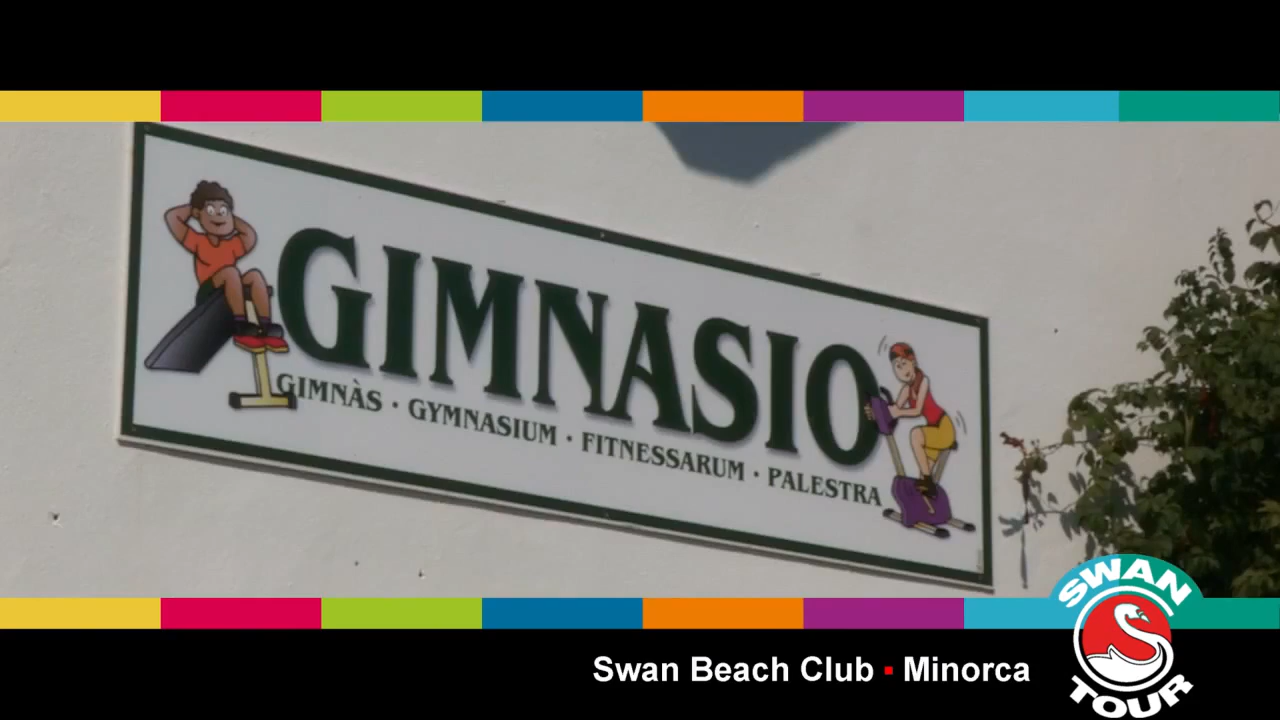 GIMNASIO
GIMNÀS · GYMNASIUM · FITNESSARUM · PALESTRA
SWAN
TOUR
Swan Beach Club ▪ Minorca